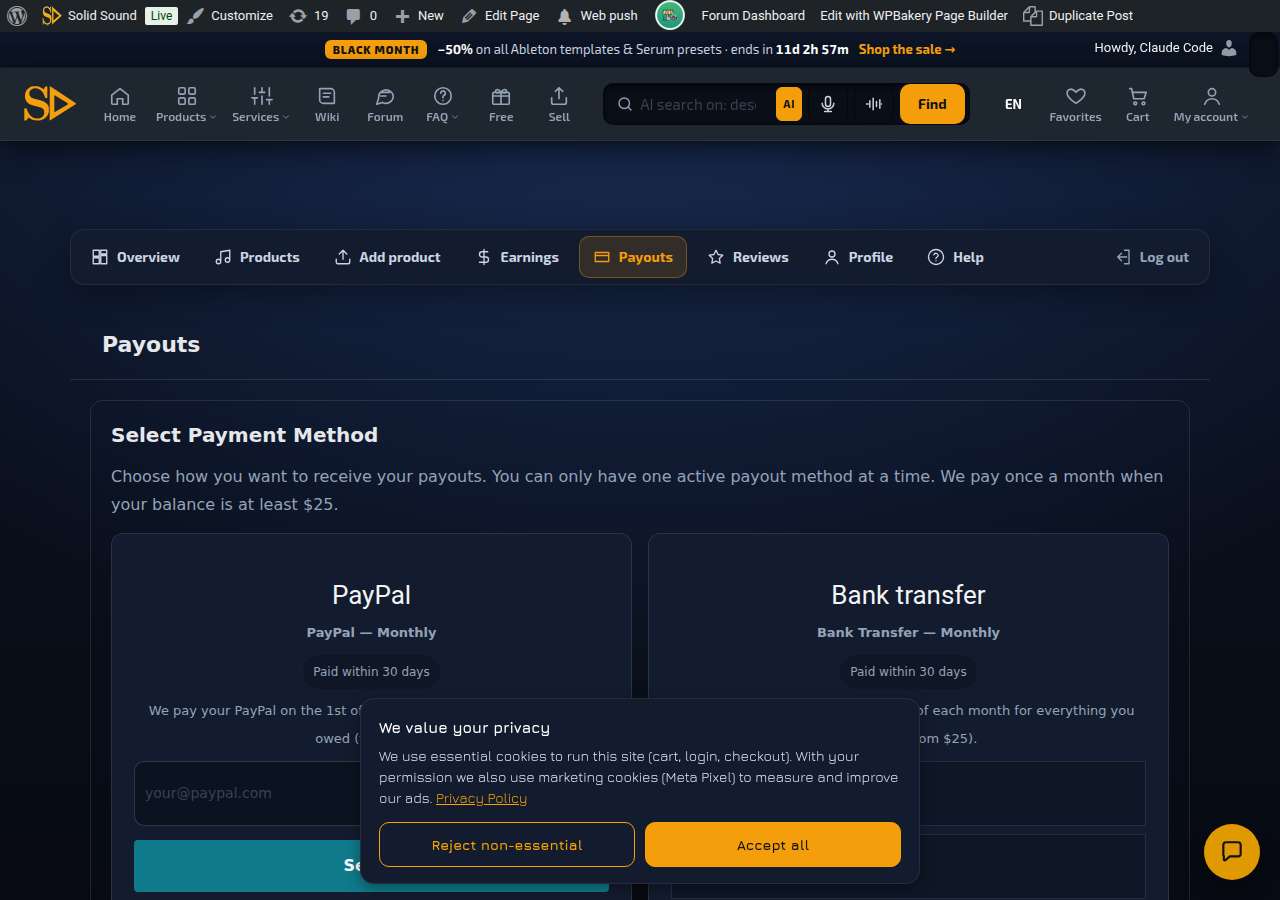 Solid Sound Live Customize 19 0 New Edit Page Web push Forum Dashboard Edit with WPBakery Page Builder Duplicate Post
BLACK MONTH –50% on all Ableton templates & Serum presets · ends in 11d 2h 57m Shop the sale →
Howdy, Claude Code
Home Products Services Wiki Forum FAQ Free Sell
AI search on: desc
AI
Find
EN
Favorites Cart My account
Overview Products Add product Earnings Payouts Reviews Profile Help Log out
Payouts
Select Payment Method
Choose how you want to receive your payouts. You can only have one active payout method at a time. We pay once a month when
your balance is at least $25.
PayPal
PayPal — Monthly
Paid within 30 days
We pay your PayPal on the 1st of
owed (
your@paypal.com
Se
Bank transfer
Bank Transfer — Monthly
Paid within 30 days
of each month for everything you
om $25).
We value your privacy
We use essential cookies to run this site (cart, login, checkout). With your
permission we also use marketing cookies (Meta Pixel) to measure and improve
our ads. Privacy Policy
Reject non-essential
Accept all